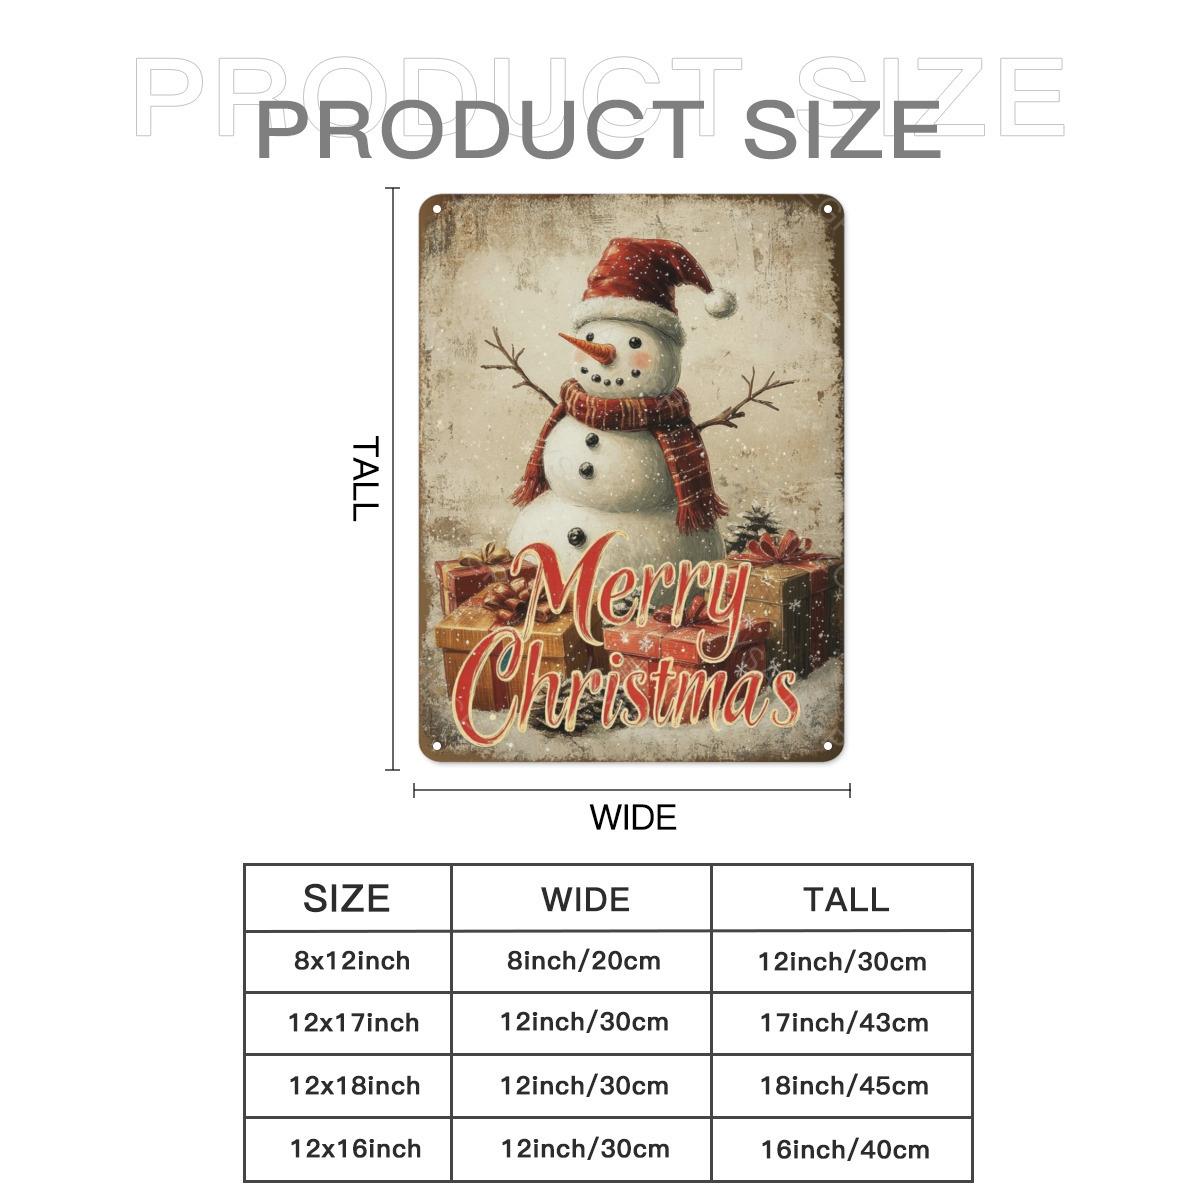 PRODUCT SIZE
PRODUCT SIZE
TALL
Merry
Christmas
WIDE
SIZE WIDE TALL
8x12inch 8inch/20cm 12inch/30cm
12x17inch 12inch/30cm 17inch/43cm
12x18inch 12inch/30cm 18inch/45cm
12x16inch 12inch/30cm 16inch/40cm